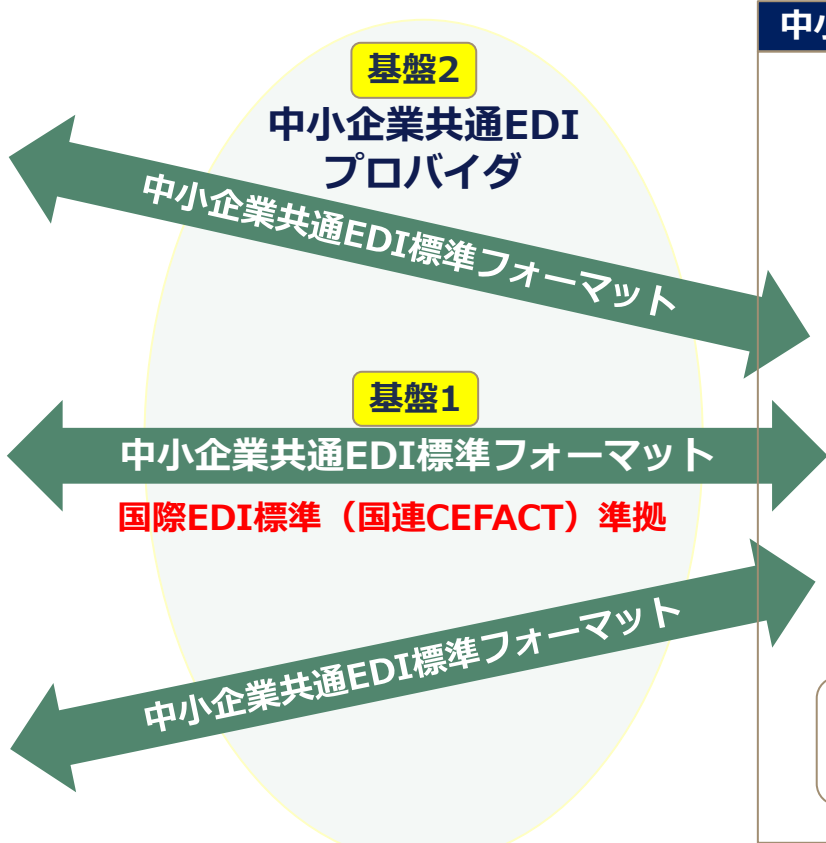 中小
基盤2
中小企業共通EDI
プロバイダ
中小企業共通EDI標準フォーマット
基盤1
中小企業共通EDI標準フォーマット
国際EDI標準（国連CEFACT）準拠
中小企業共通EDI標準フォーマット